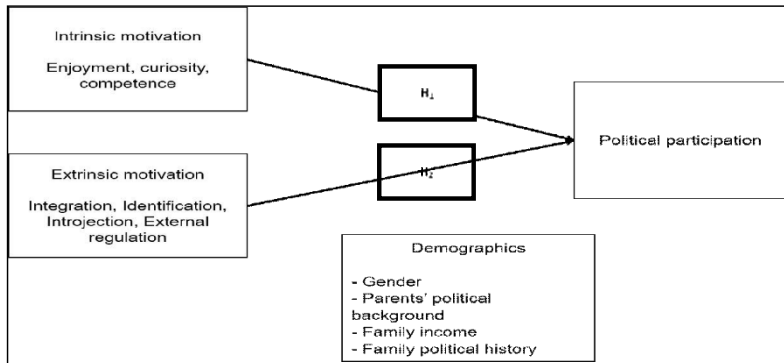 Intrinsic motivation
Enjoyment, curiosity,
competence
H₁
Political participation
H₂
Extrinsic motivation
Integration, Identification,
Introjection, External
regulation
Demographics
- Gender
- Parents' political
background
- Family income
- Family political history